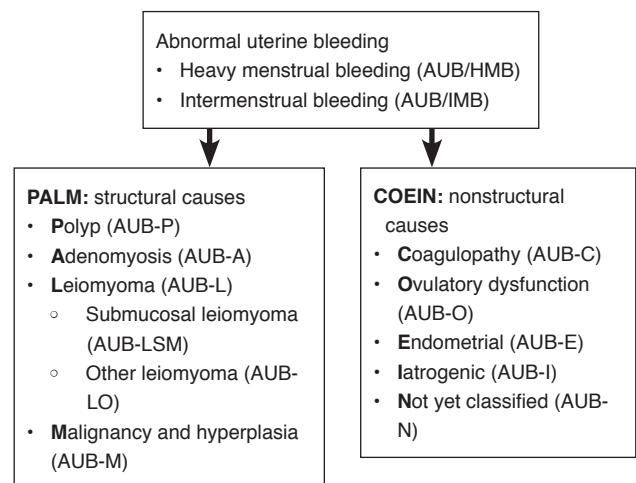 Abnormal uterine bleeding
• Heavy menstrual bleeding (AUB/HMB)
• Intermenstrual bleeding (AUB/IMB)
PALM: structural causes
• Polyp (AUB-P)
• Adenomyosis (AUB-A)
• Leiomyoma (AUB-L)
○ Submucosal leiomyoma
(AUB-LSM)
○ Other leiomyoma (AUB-
LO)
• Malignancy and hyperplasia
(AUB-M)
COEIN: nonstructural
causes
• Coagulopathy (AUB-C)
• Ovulatory dysfunction
(AUB-O)
• Endometrial (AUB-E)
• Iatrogenic (AUB-I)
• Not yet classified (AUB-
N)